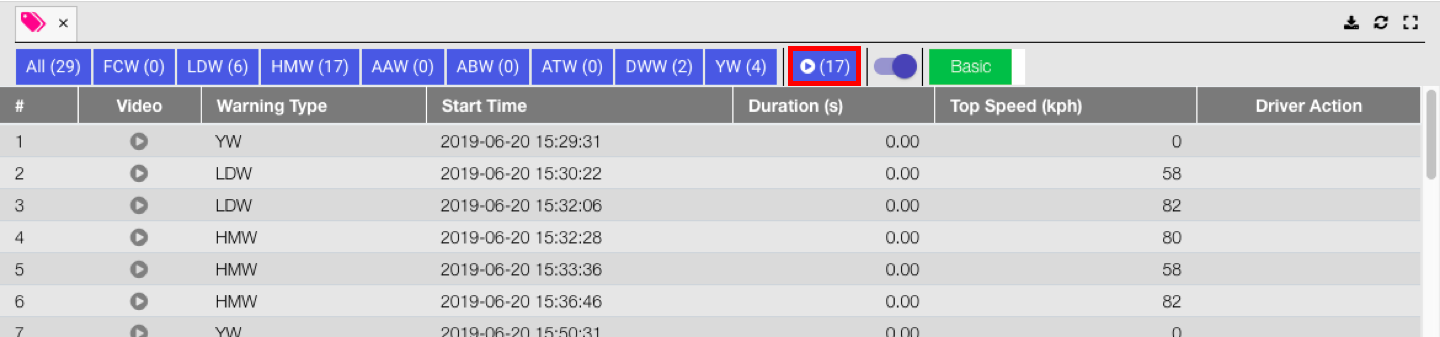 All (29) FCW (0) LDW (6) HMW (17) AAW (0) ABW (0) ATW (0) DWW (2) YW (4) (17) Basic
# Video Warning Type Start Time Duration (s) Top Speed (kph) Driver Action
1 YW 2019-06-20 15:29:31 0.00 0
2 LDW 2019-06-20 15:30:22 0.00 58
3 LDW 2019-06-20 15:32:06 0.00 82
4 HMW 2019-06-20 15:32:28 0.00 80
5 HMW 2019-06-20 15:33:36 0.00 58
6 HMW 2019-06-20 15:36:46 0.00 82
7 YW 2019-06-20 15:50:31 0.00 0